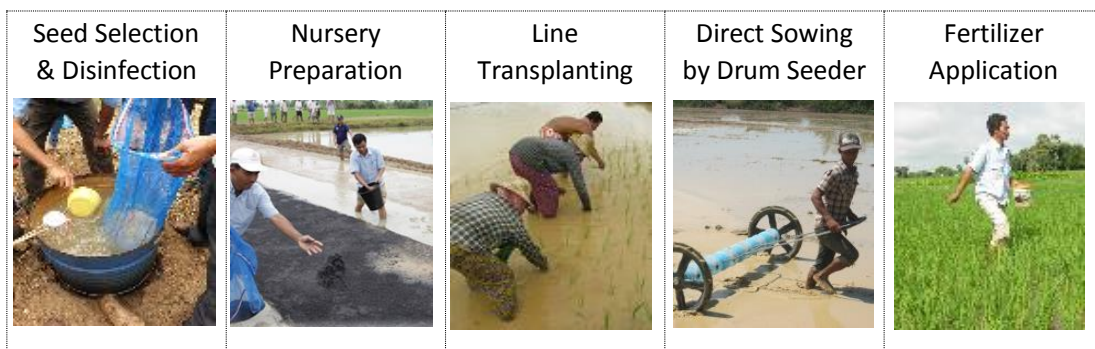 Seed Selection
& Disinfection
Nursery
Preparation
Line
Transplanting
Direct Sowing
by Drum Seeder
Fertilizer
Application